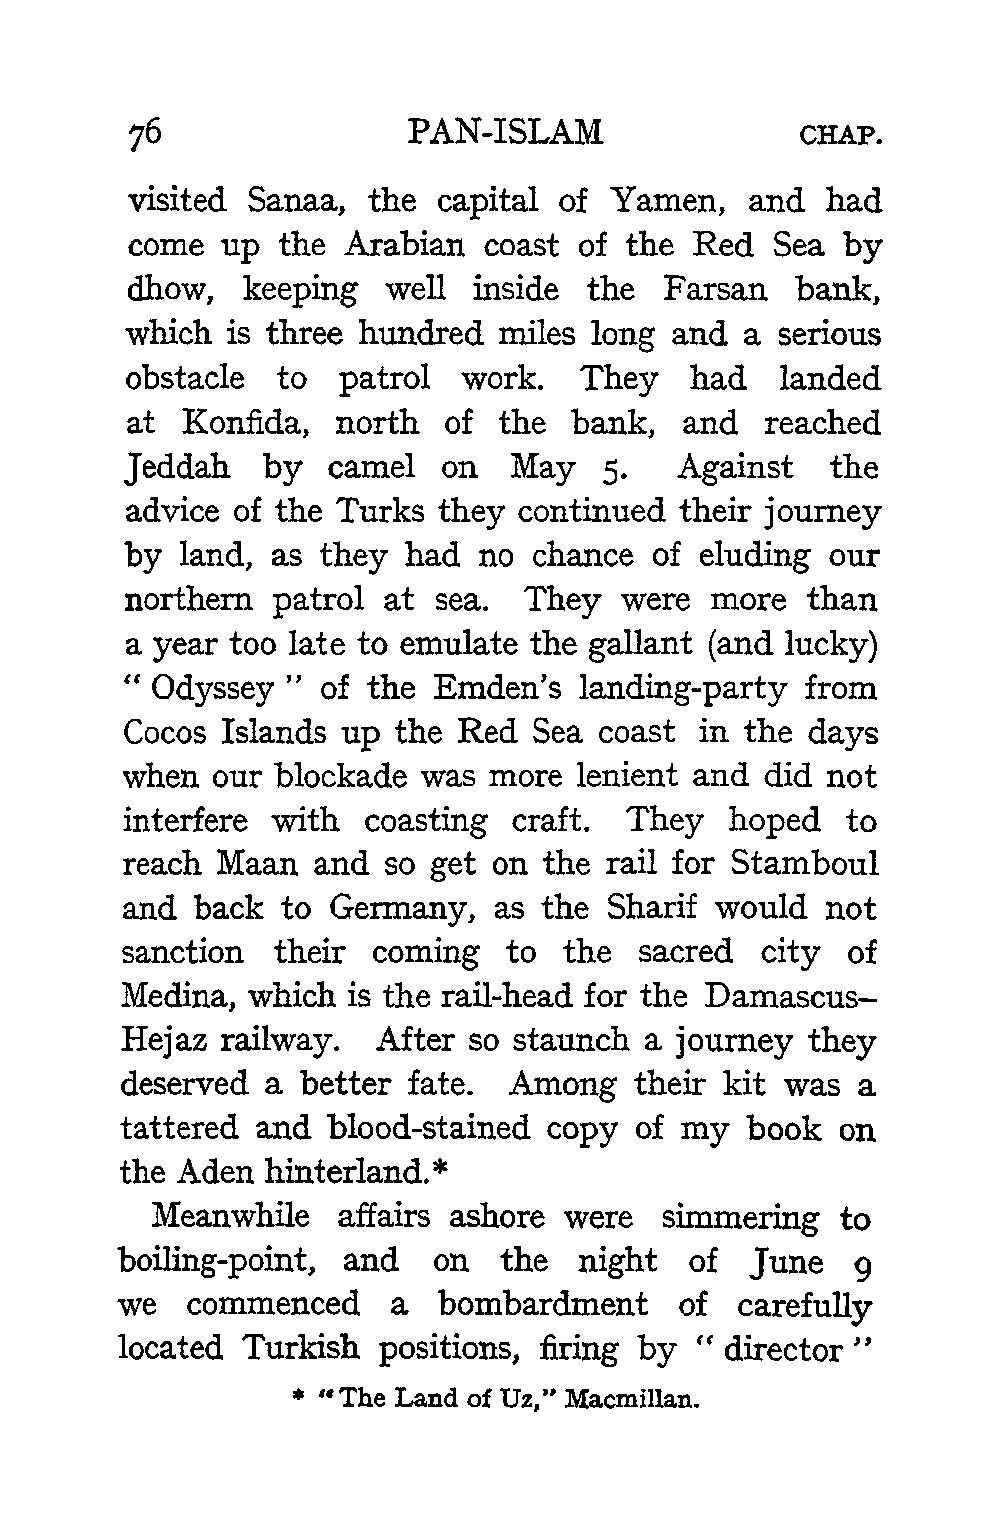 76 PAN-ISLAM CHAP.
visited Sanaa, the capital of Yamen, and had
come up the Arabian coast of the Red Sea by
dhow, keeping well inside the Farsan bank,
which is three hundred miles long and a serious
obstacle to patrol work. They had landed
at Konfida, north of the bank, and reached
Jeddah by camel on May 5. Against the
advice of the Turks they continued their journey
by land, as they had no chance of eluding our
northern patrol at sea. They were more than
a year too late to emulate the gallant (and lucky)
“ Odyssey ” of the Emden's landing-party from
Cocos Islands up the Red Sea coast in the days
when our blockade was more lenient and did not
interfere with coasting craft. They hoped to
reach Maan and so get on the rail for Stamboul
and back to Germany, as the Sharif would not
sanction their coming to the sacred city of
Medina, which is the rail-head for the Damascus–
Hejaz railway. After so staunch a journey they
deserved a better fate. Among their kit was a
tattered and blood-stained copy of my book on
the Aden hinterland.*
Meanwhile affairs ashore were simmering to
boiling-point, and on the night of June 9
we commenced a bombardment of carefully
located Turkish positions, firing by “ director ”
* “ The Land of Uz,” Macmillan.